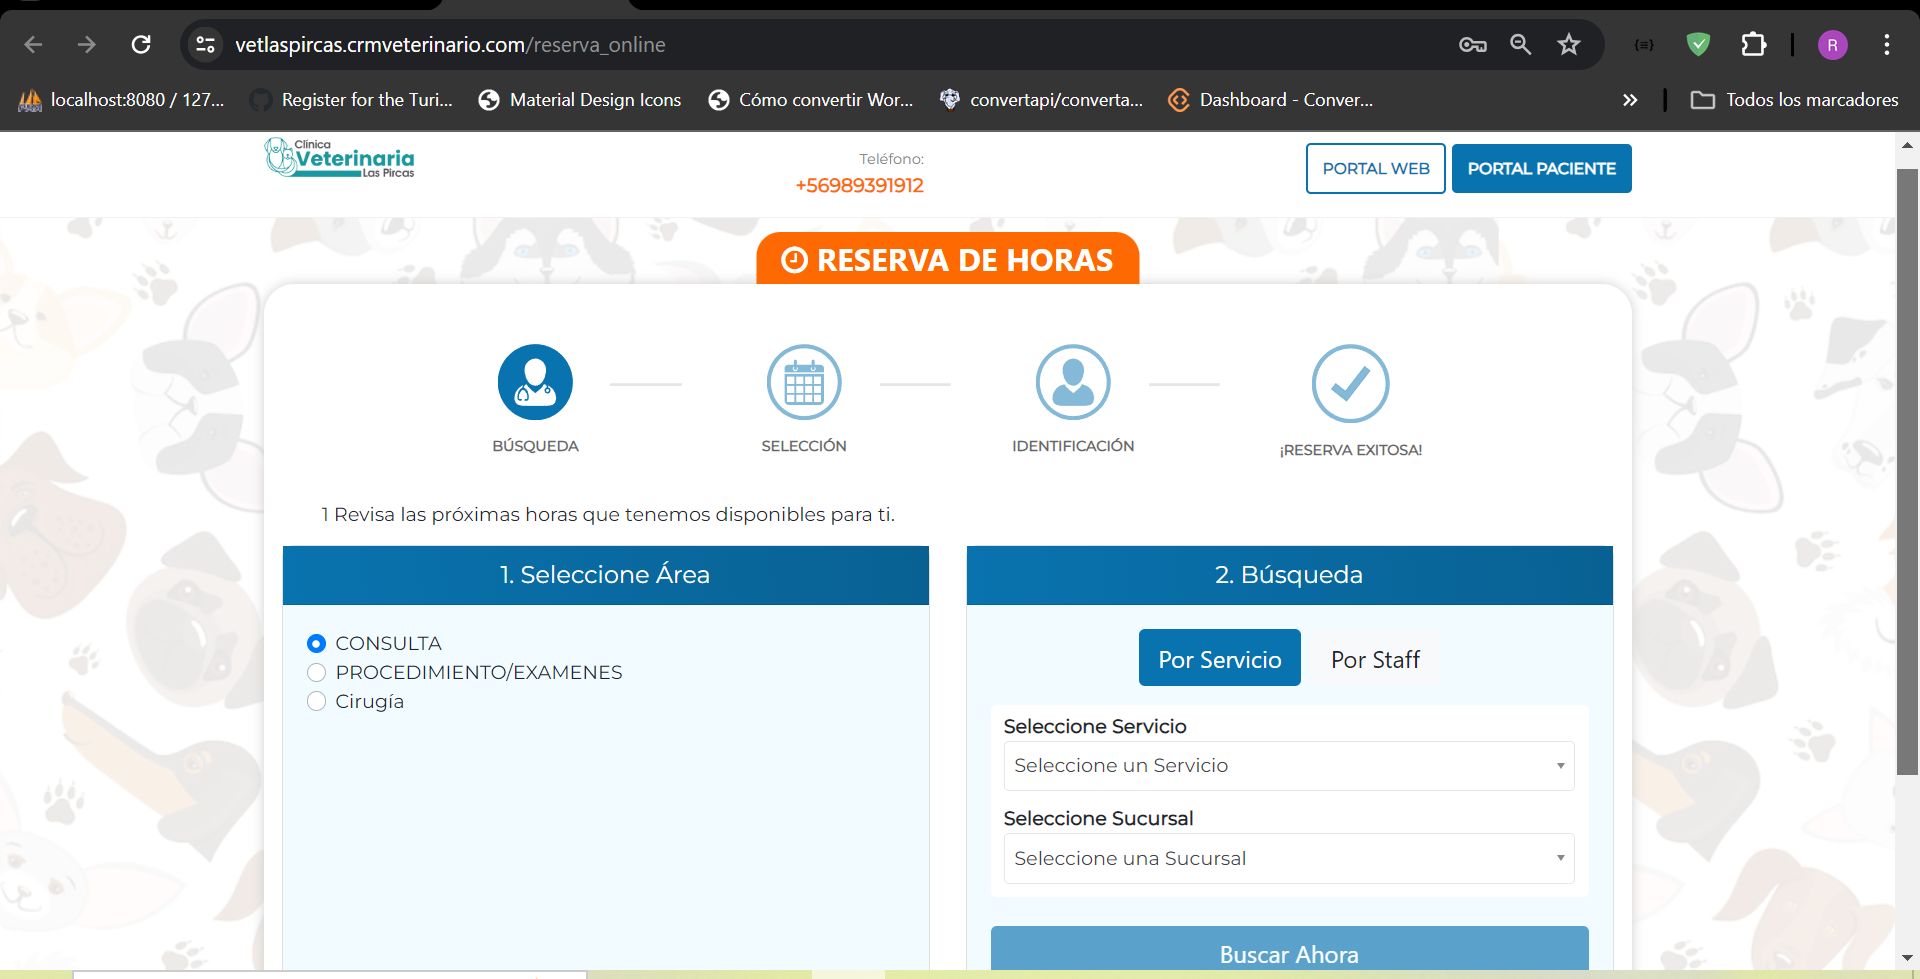 vetlaspircas.crmveterinario.com/reserva_online
R
localhost:8080 / 127...
Register for the Turi...
Material Design Icons
Cómo convertir Wor...
convertapi/converta...
Dashboard - Conver...
Todos los marcadores
Clínica
Veterinaria
Las Pircas
Teléfono:
+56989391912
PORTAL WEB
PORTAL PACIENTE
RESERVA DE HORAS
BÚSQUEDA
SELECCIÓN
IDENTIFICACIÓN
¡RESERVA EXITOSA!
1 Revisa las próximas horas que tenemos disponibles para ti.
1. Seleccione Área
CONSULTA
PROCEDIMIENTO/EXAMENES
Cirugía
2. Búsqueda
Por Servicio
Por Staff
Seleccione Servicio
Seleccione un Servicio
Seleccione Sucursal
Seleccione una Sucursal
Buscar Ahora